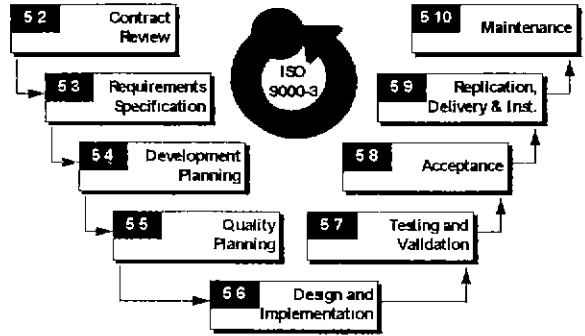 5 2 Contract
Review
5 3 Requirements
Specification
5 4 Development
Planning
5 5 Quality
Planning
5 6 Design and
Implementation
5 7 Testing and
Validation
5 8
Acceptance
5 9 Replication,
Delivery & Inst.
5 10
Maintenance
ISO
9000-3